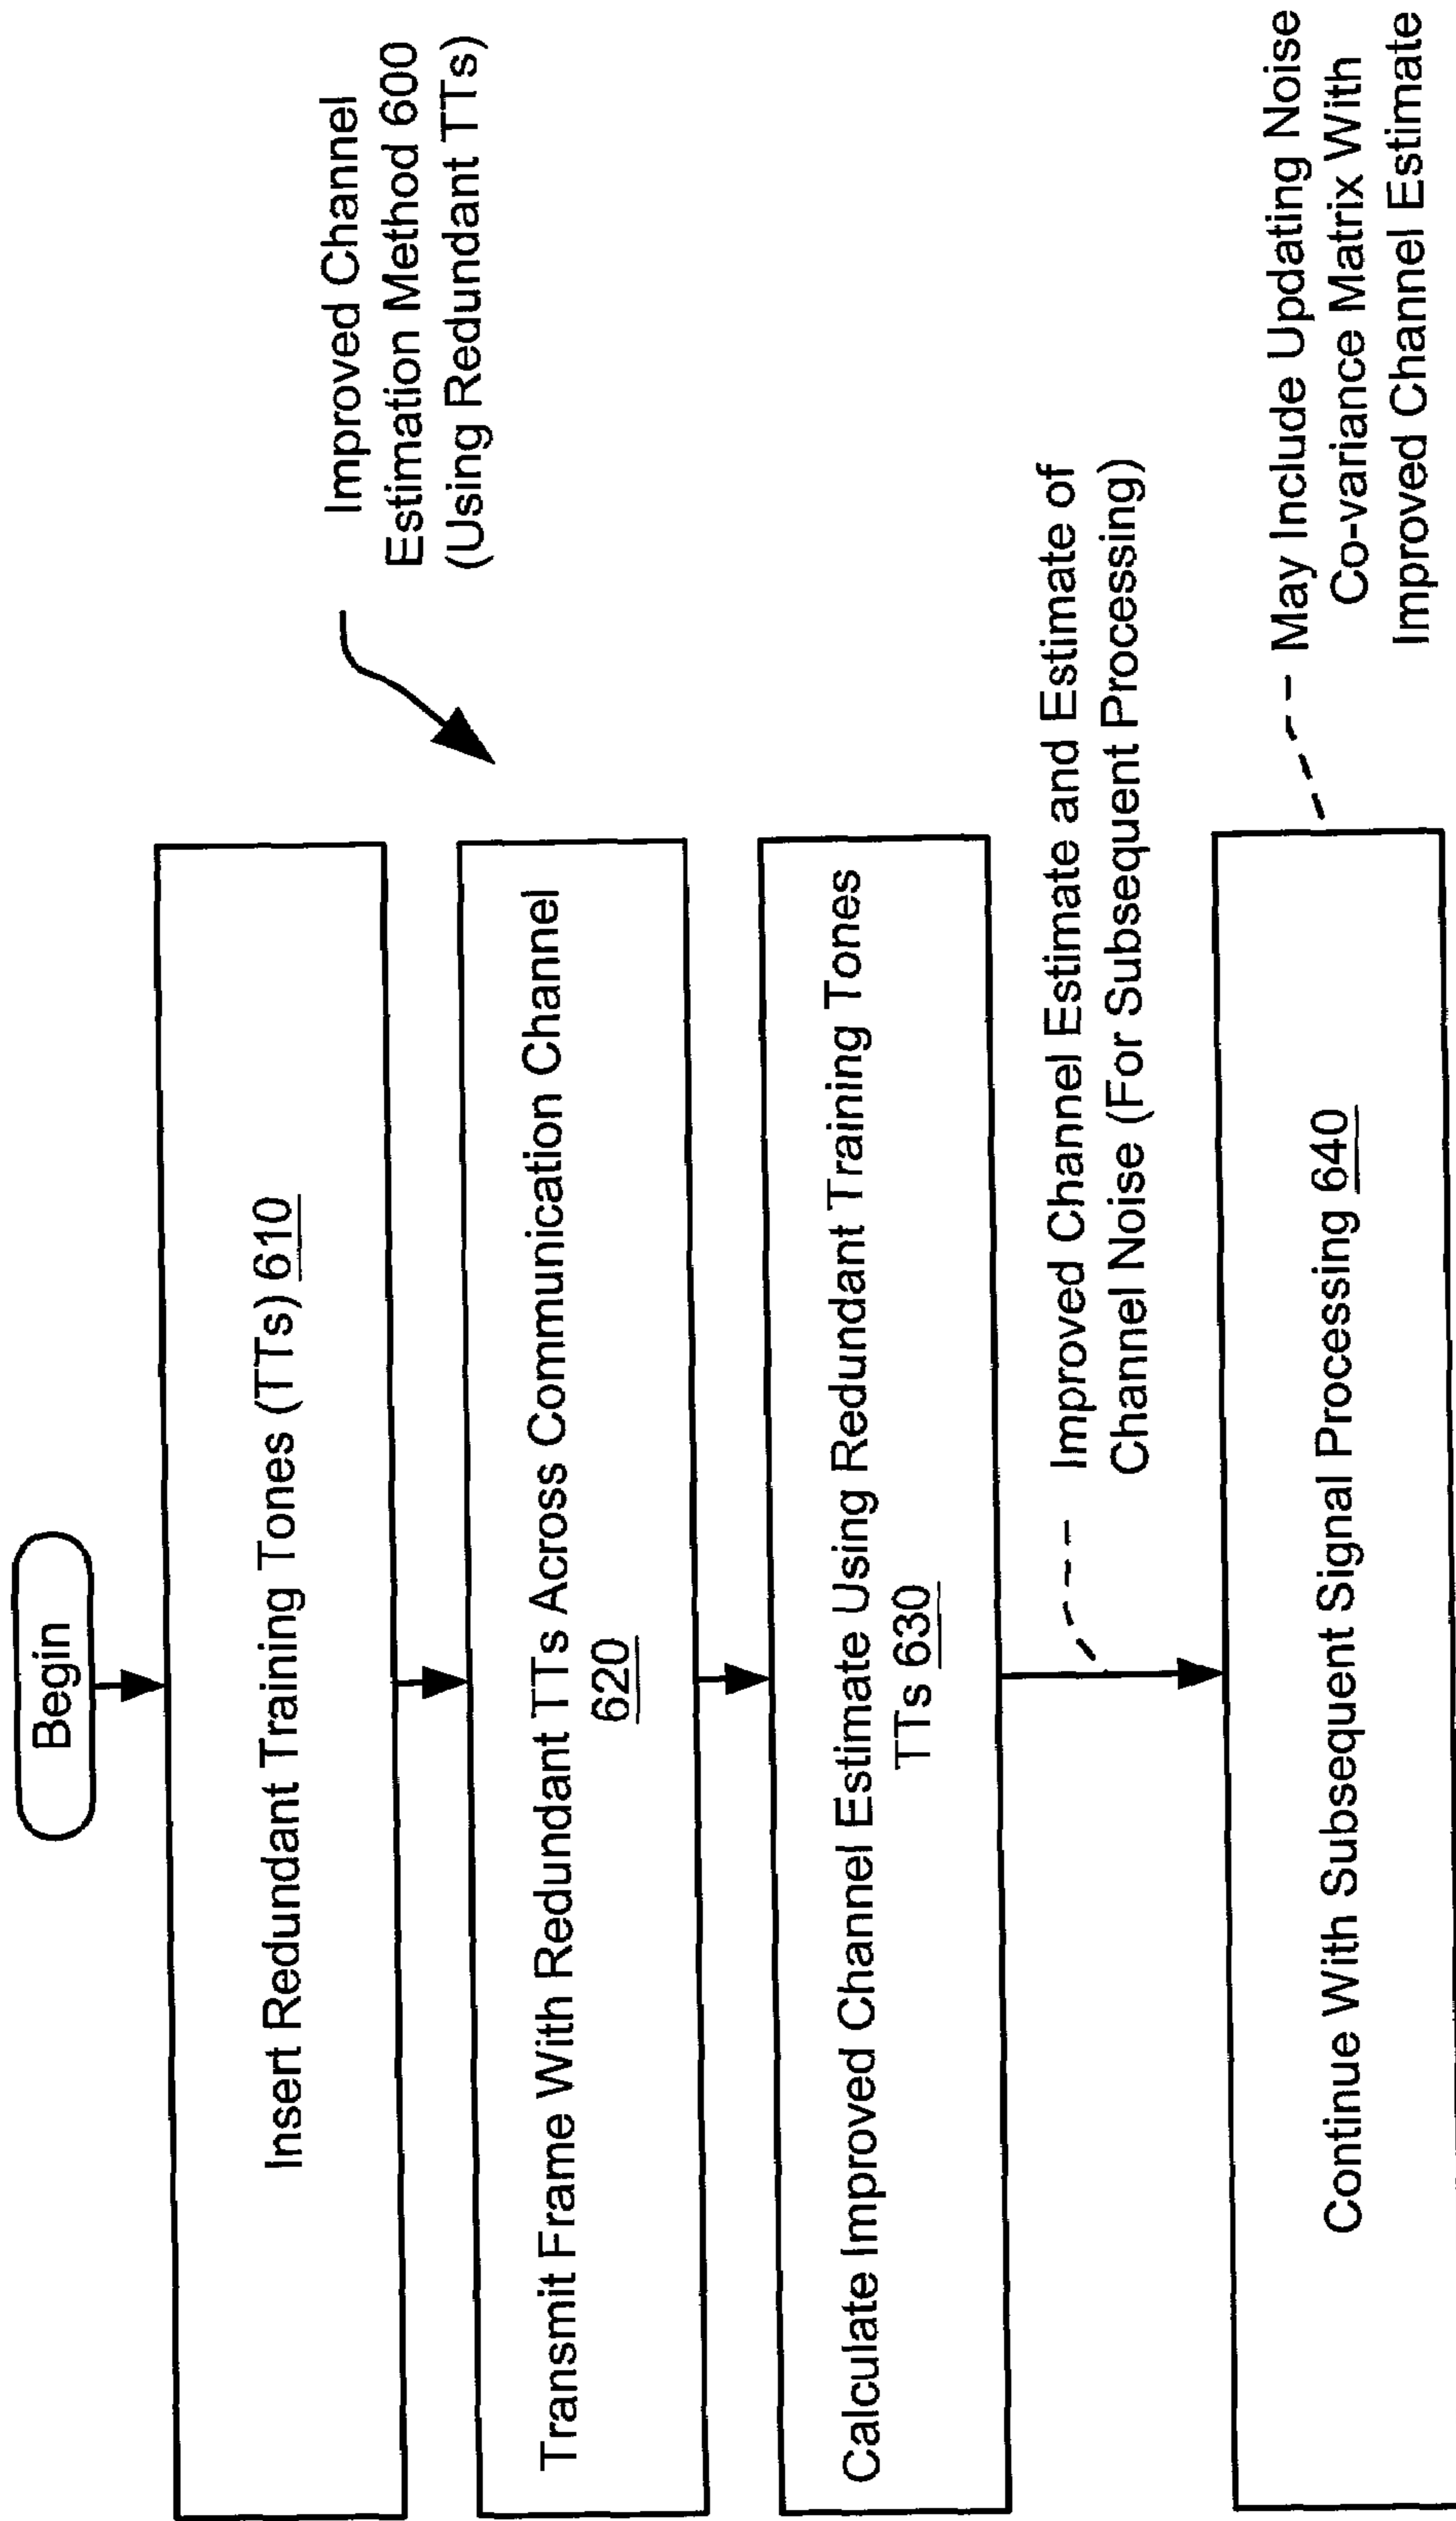 Begin
Improved Channel
Estimation Method 600
(Using Redundant TTs)
Insert Redundant Training Tones (TTs) 610
Transmit Frame With Redundant TTs Across Communication Channel
620
Calculate Improved Channel Estimate Using Redundant Training Tones
TTs 630
Improved Channel Estimate and Estimate of
Channel Noise (For Subsequent Processing)
Continue With Subsequent Signal Processing 640
May Include Updating Noise
Co-variance Matrix With
Improved Channel Estimate